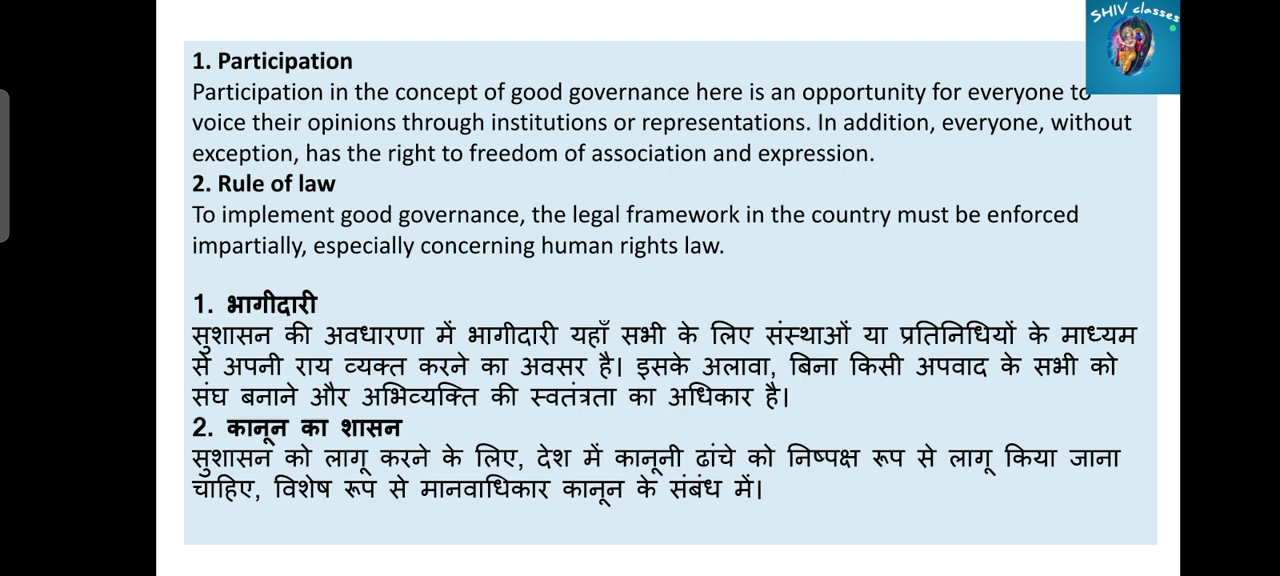 SHIV classes
1. Participation
Participation in the concept of good governance here is an opportunity for everyone to
voice their opinions through institutions or representations. In addition, everyone, without
exception, has the right to freedom of association and expression.
2. Rule of law
To implement good governance, the legal framework in the country must be enforced
impartially, especially concerning human rights law.
1. भागीदारी
सुशासन की अवधारणा में भागीदारी यहाँ सभी के लिए संस्थाओं या प्रतिनिधियों के माध्यम
से अपनी राय व्यक्त करने का अवसर है। इसके अलावा, बिना किसी अपवाद के सभी को
संघ बनाने और अभिव्यक्ति की स्वतंत्रता का अधिकार है।
2. कानून का शासन
सुशासन को लागू करने के लिए, देश में कानूनी ढांचे को निष्पक्ष रूप से लागू किया जाना
चाहिए, विशेष रूप से मानवाधिकार कानून के संबंध में।